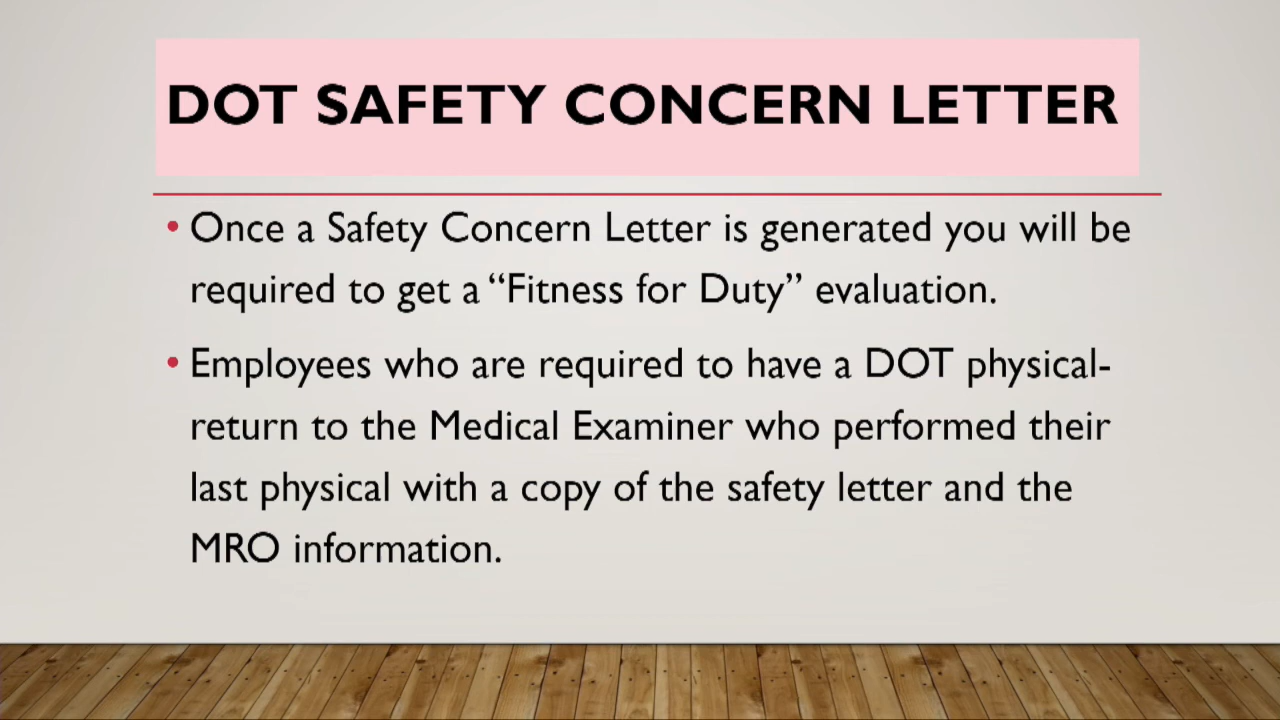 DOT SAFETY CONCERN LETTER
• Once a Safety Concern Letter is generated you will be
required to get a “Fitness for Duty” evaluation.
• Employees who are required to have a DOT physical-
return to the Medical Examiner who performed their
last physical with a copy of the safety letter and the
MRO information.